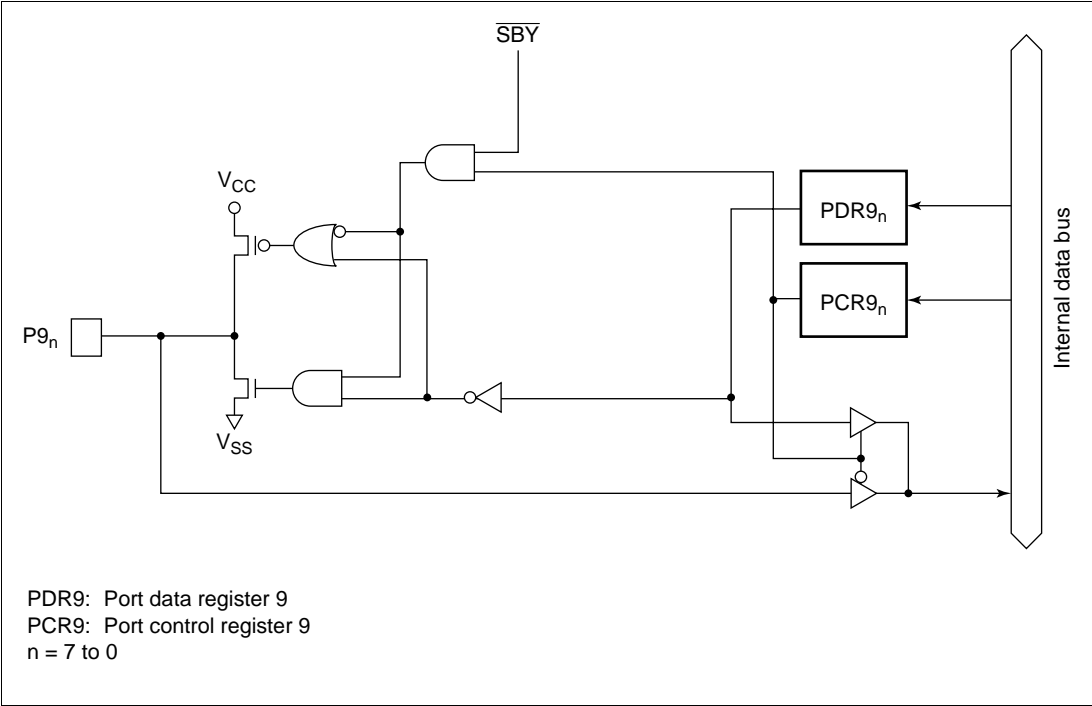 SBY
VCC
PDR9n
PCR9n
P9n
VSS
Internal data bus
PDR9: Port data register 9
PCR9: Port control register 9
n = 7 to 0